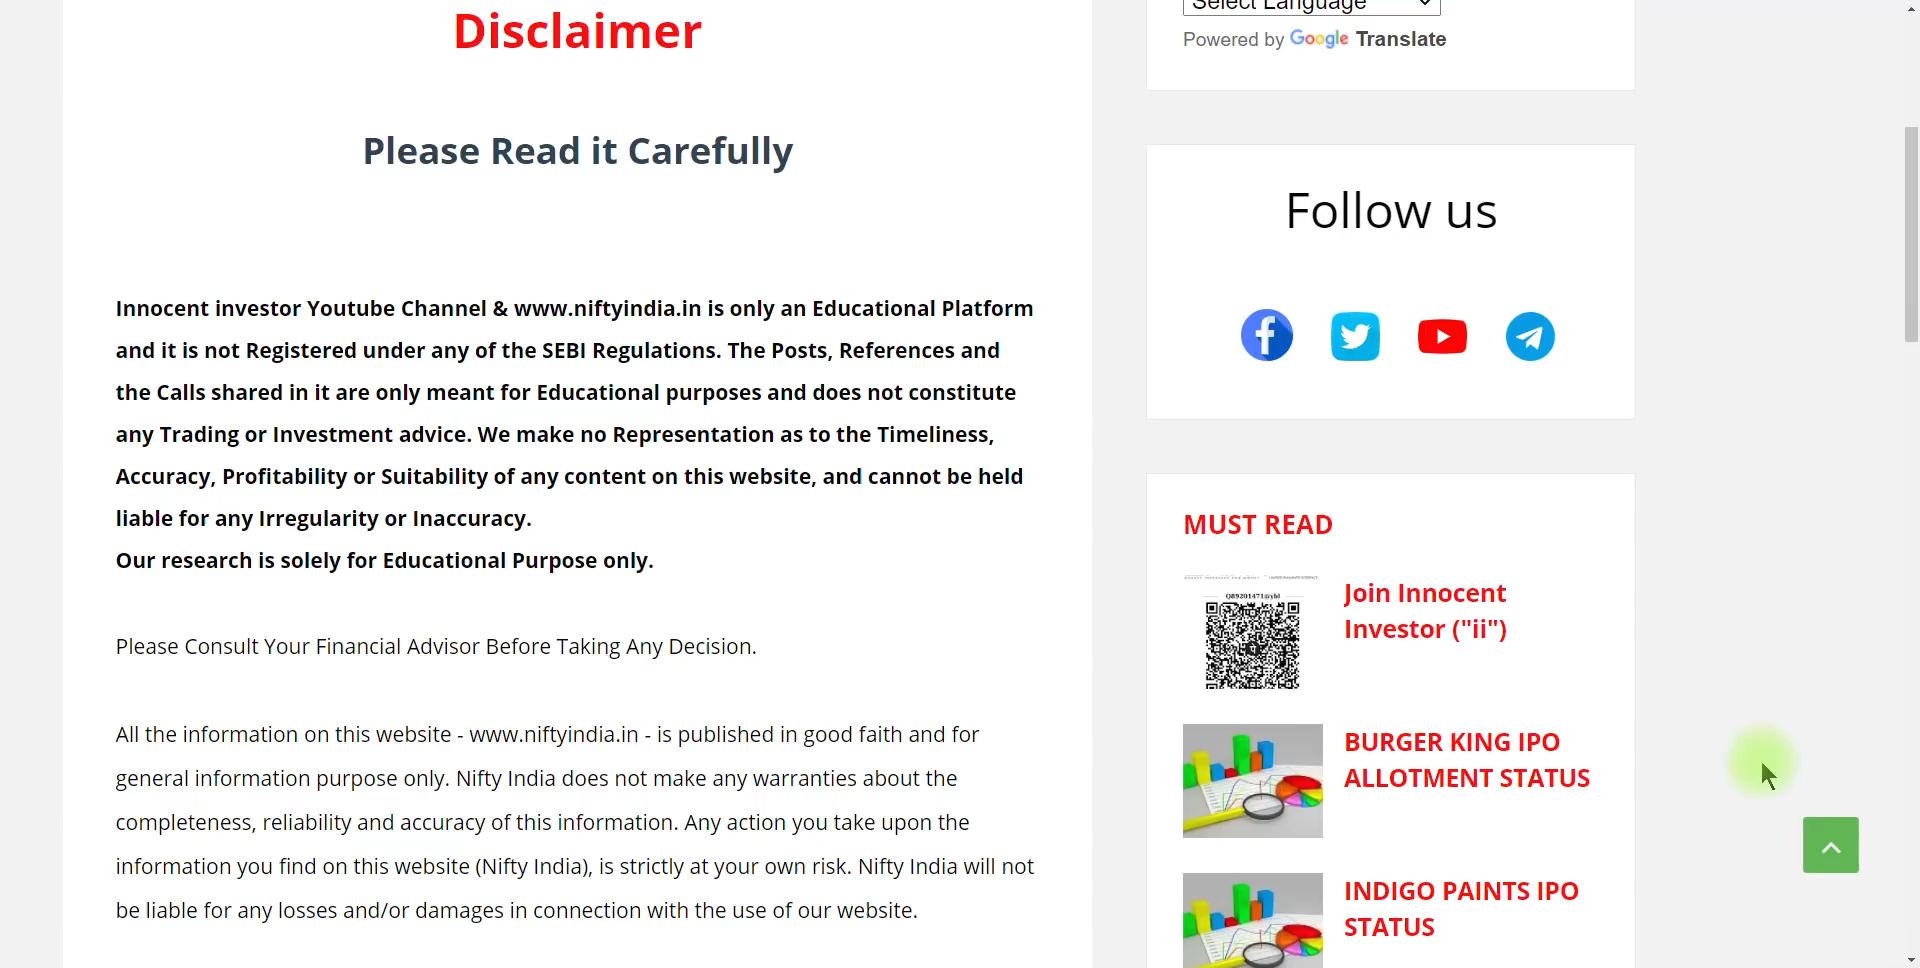 Disclaimer
Please Read it Carefully
Innocent investor Youtube Channel & www.niftyindia.in is only an Educational Platform
and it is not Registered under any of the SEBI Regulations. The Posts, References and
the Calls shared in it are only meant for Educational purposes and does not constitute
any Trading or Investment advice. We make no Representation as to the Timeliness,
Accuracy, Profitability or Suitability of any content on this website, and cannot be held
liable for any Irregularity or Inaccuracy.
Our research is solely for Educational Purpose only.
Please Consult Your Financial Advisor Before Taking Any Decision.
All the information on this website - www.niftyindia.in - is published in good faith and for
general information purpose only. Nifty India does not make any warranties about the
completeness, reliability and accuracy of this information. Any action you take upon the
information you find on this website (Nifty India), is strictly at your own risk. Nifty India will not
be liable for any losses and/or damages in connection with the use of our website.
Select Language
Powered by Google Translate
Follow us
MUST READ
Q89201471@ybl
Join Innocent
Investor ("ii")
BURGER KING IPO
ALLOTMENT STATUS
INDIGO PAINTS IPO
STATUS